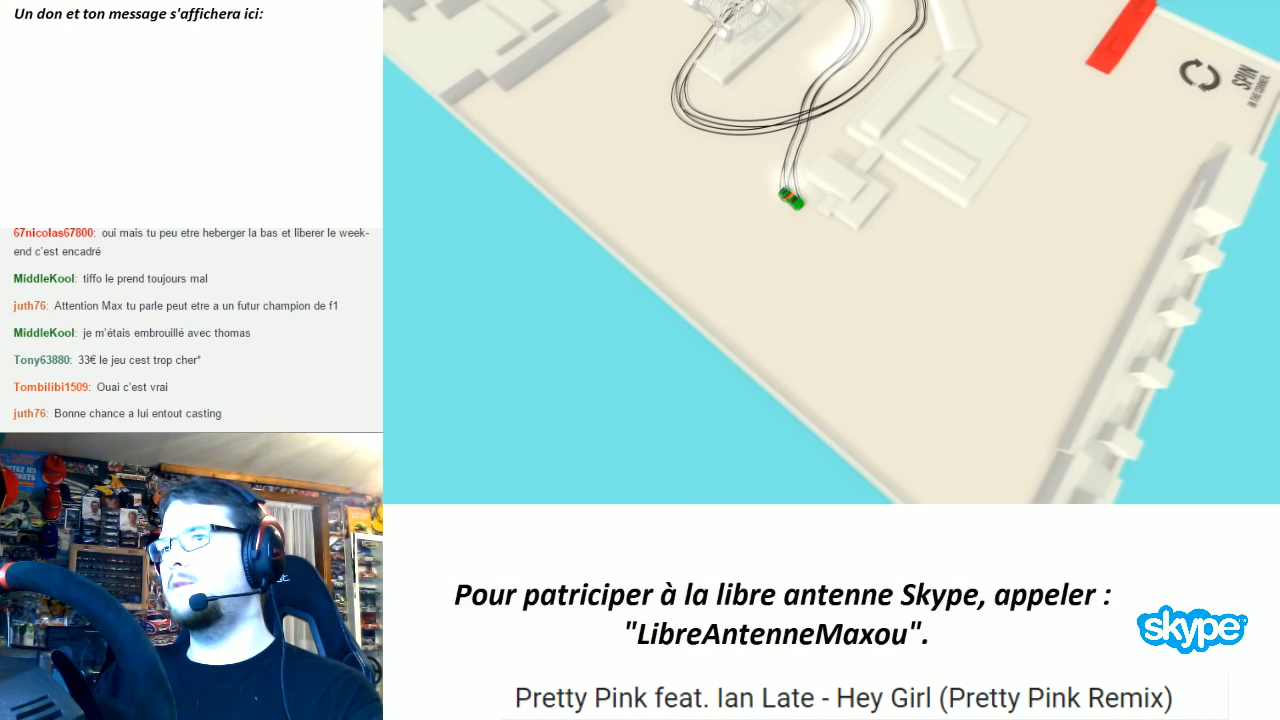 Un don et ton message s'affichera ici:
67nicolas67800: oui mais tu peu etre heberger la bas et liberer le week-
end c'est encadré
MiddleKool: tiffo le prend toujours mal
juth76: Attention Max tu parle peut etre a un futur champion de f1
MiddleKool: je m'étais embrouillé avec thomas
Tony63880: 33€ le jeu cest trop cher*
Tombilibi1509: Ouai c'est vrai
juth76: Bonne chance a lui entout casting
SPIN
IN THE CORNER
Pour patriciper à la libre antenne Skype, appeler :
"LibreAntenneMaxou".
skype
Pretty Pink feat. Ian Late - Hey Girl (Pretty Pink Remix)